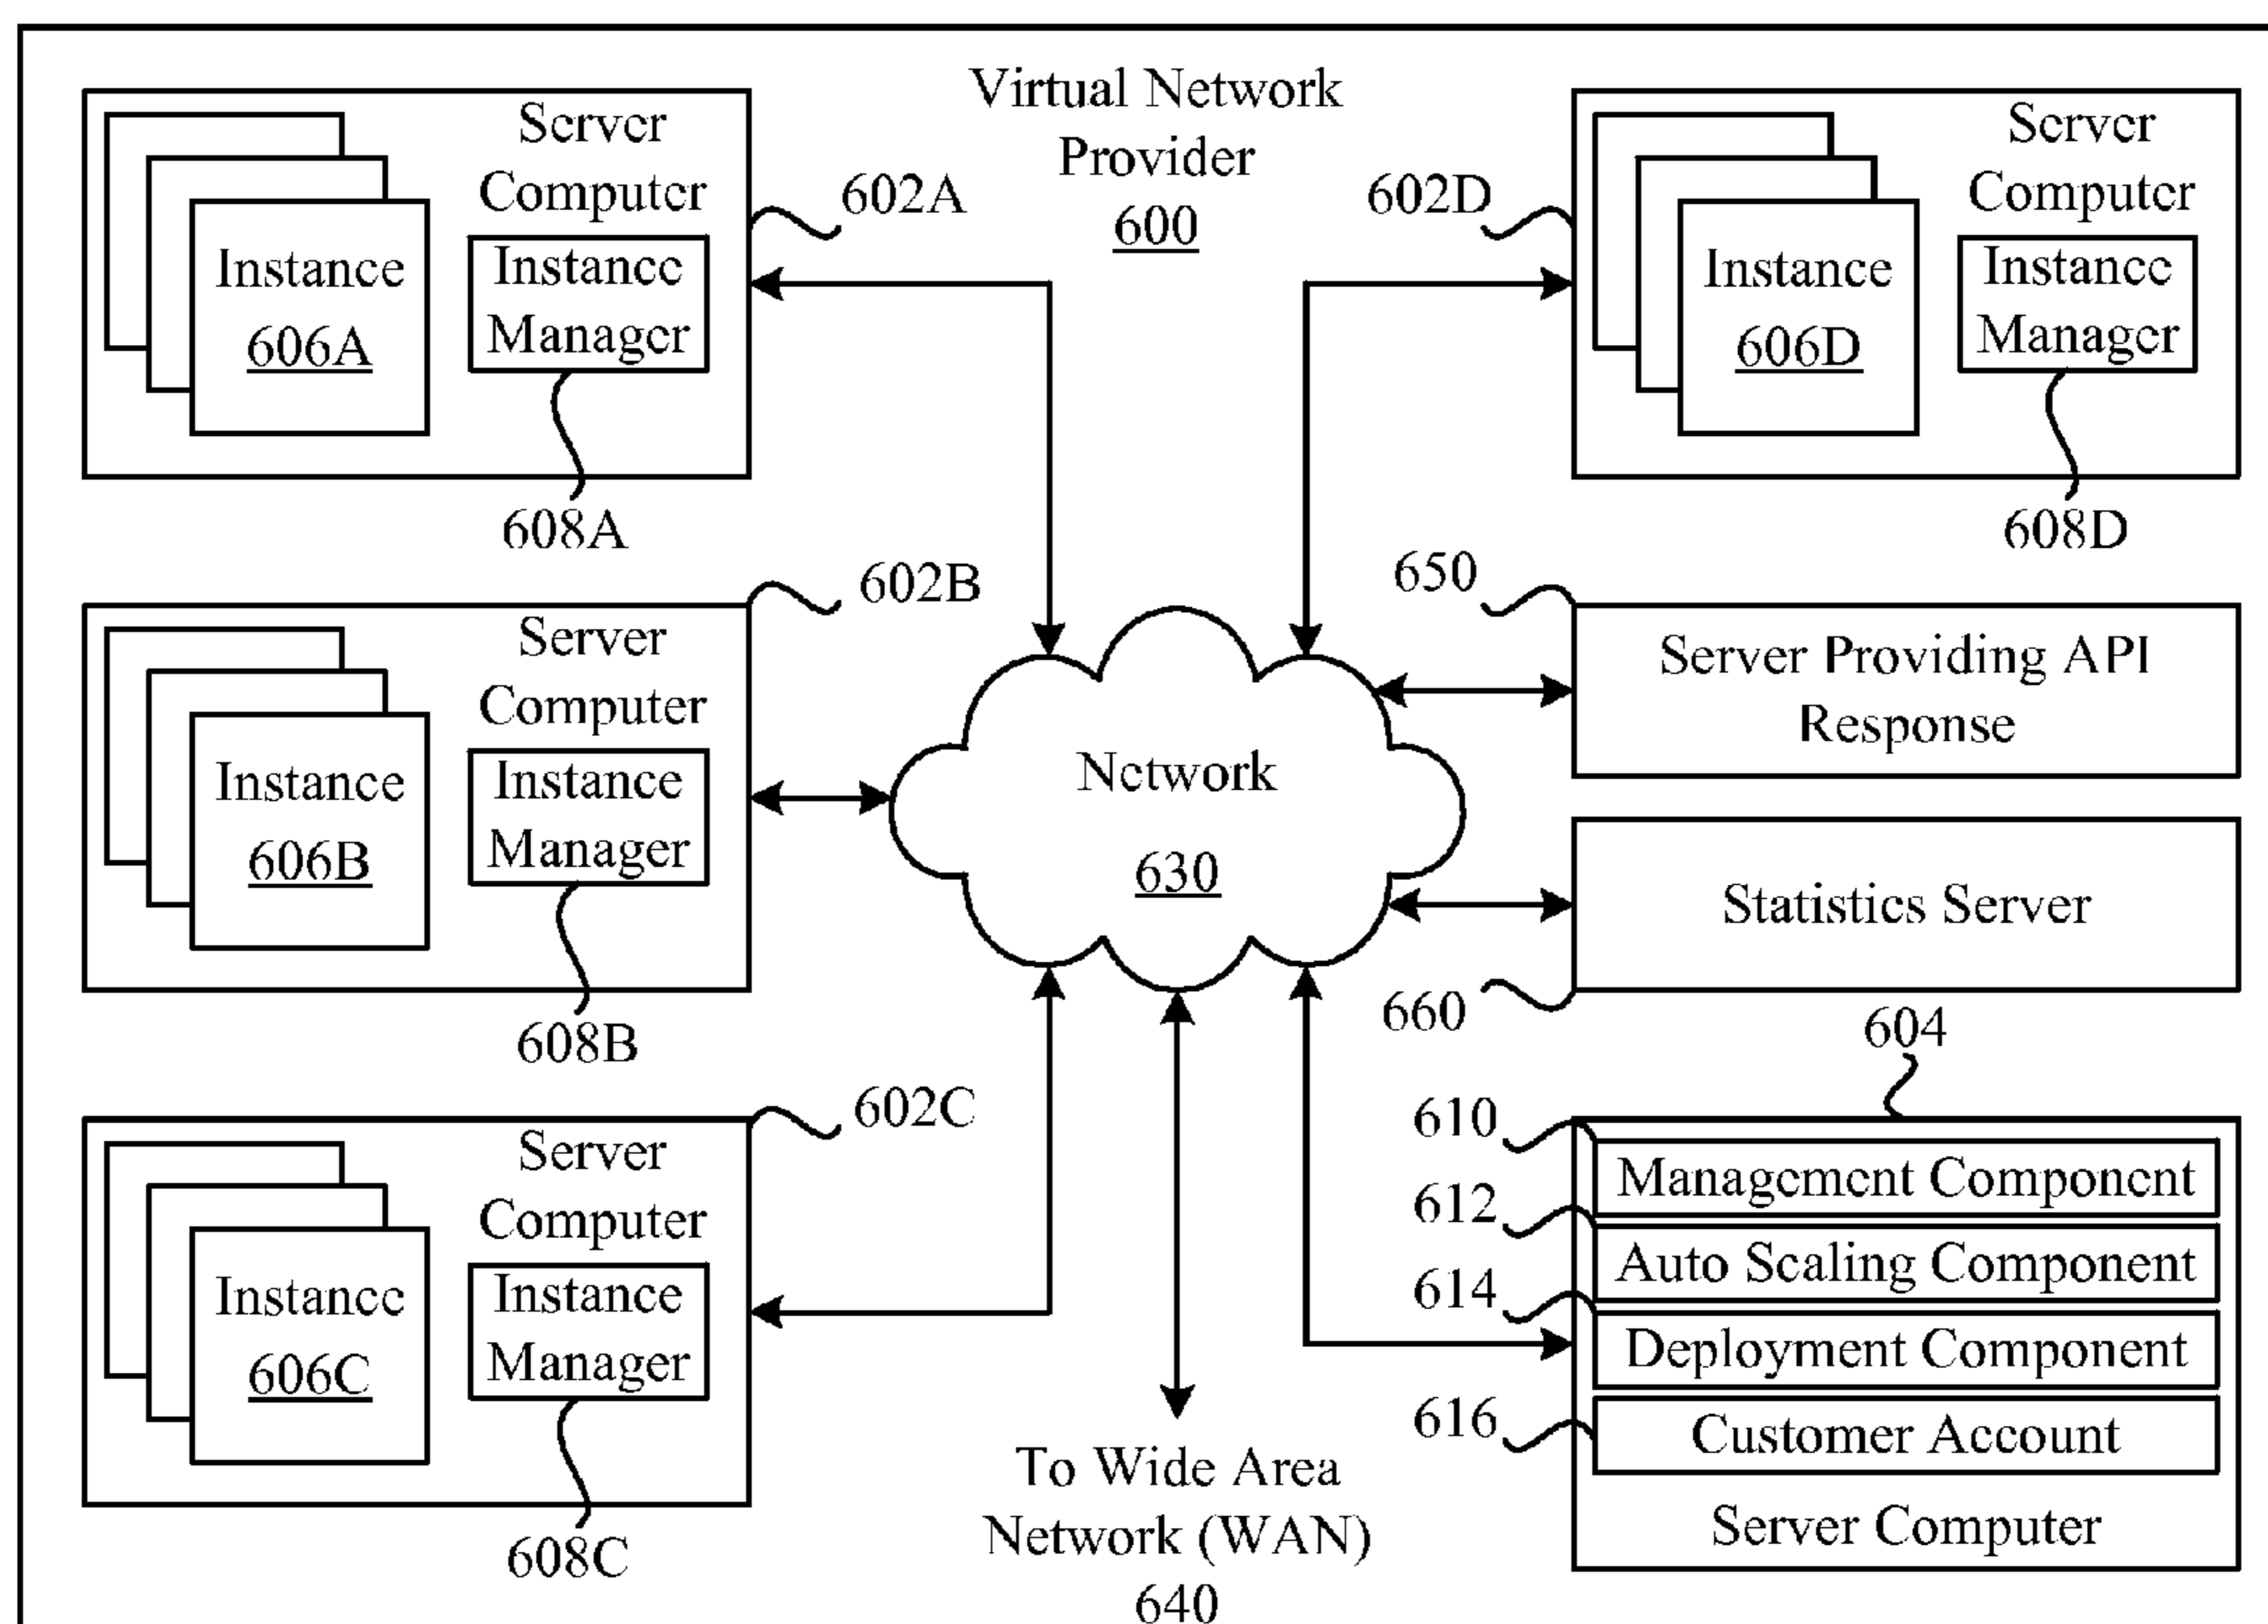 Virtual Network
Provider
600
Server
Computer
Instance
606A
Instance
Manager
602A
608A
Server
Computer
Instance
606D
Instance
Manager
602D
608D
Server
Computer
Instance
606B
Instance
Manager
602B
608B
650
Server Providing API
Response
Network
630
Statistics Server
660
Server
Computer
Instance
606C
Instance
Manager
602C
608C
To Wide Area
Network (WAN)
640
604
610
Management Component
612
Auto Scaling Component
614
Deployment Component
616
Customer Account
Server Computer